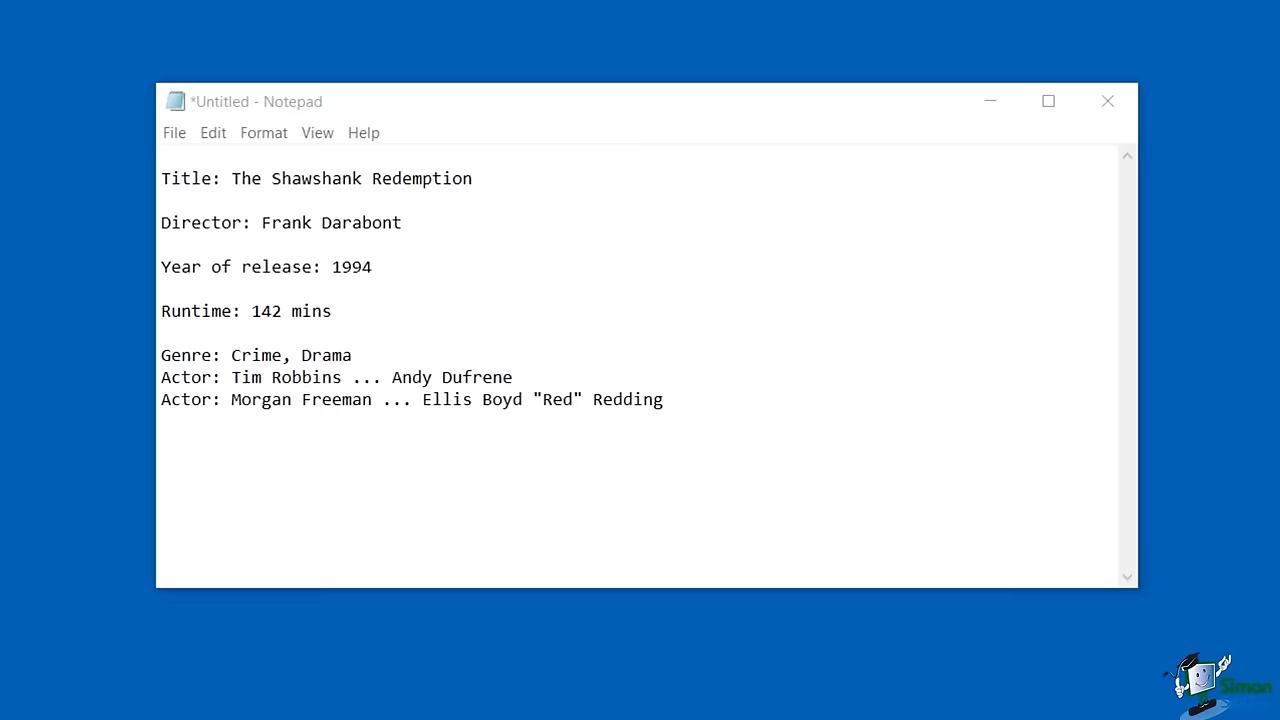 *Untitled - Notepad
File Edit Format View Help
Title: The Shawshank Redemption
Director: Frank Darabont
Year of release: 1994
Runtime: 142 mins
Genre: Crime, Drama
Actor: Tim Robbins ... Andy Dufrene
Actor: Morgan Freeman ... Ellis Boyd "Red" Redding
Simon